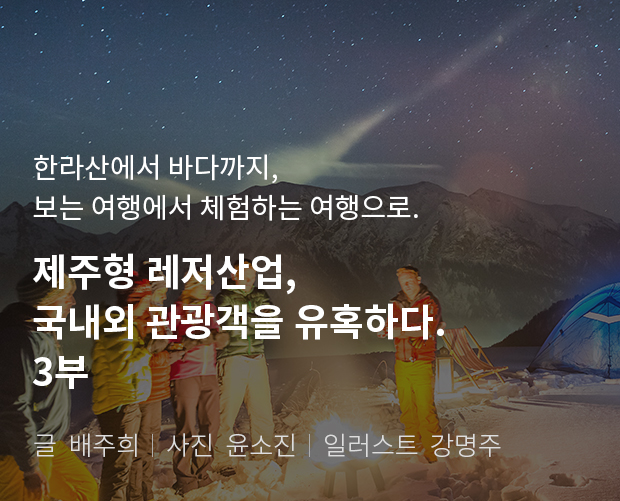 한라산에서 바다까지,
보는 여행에서 체험하는 여행으로.
제주형 레저산업,
국내외 관광객을 유혹하다.
3부
글 배주희 | 사진 윤소진 | 일러스트 강명주